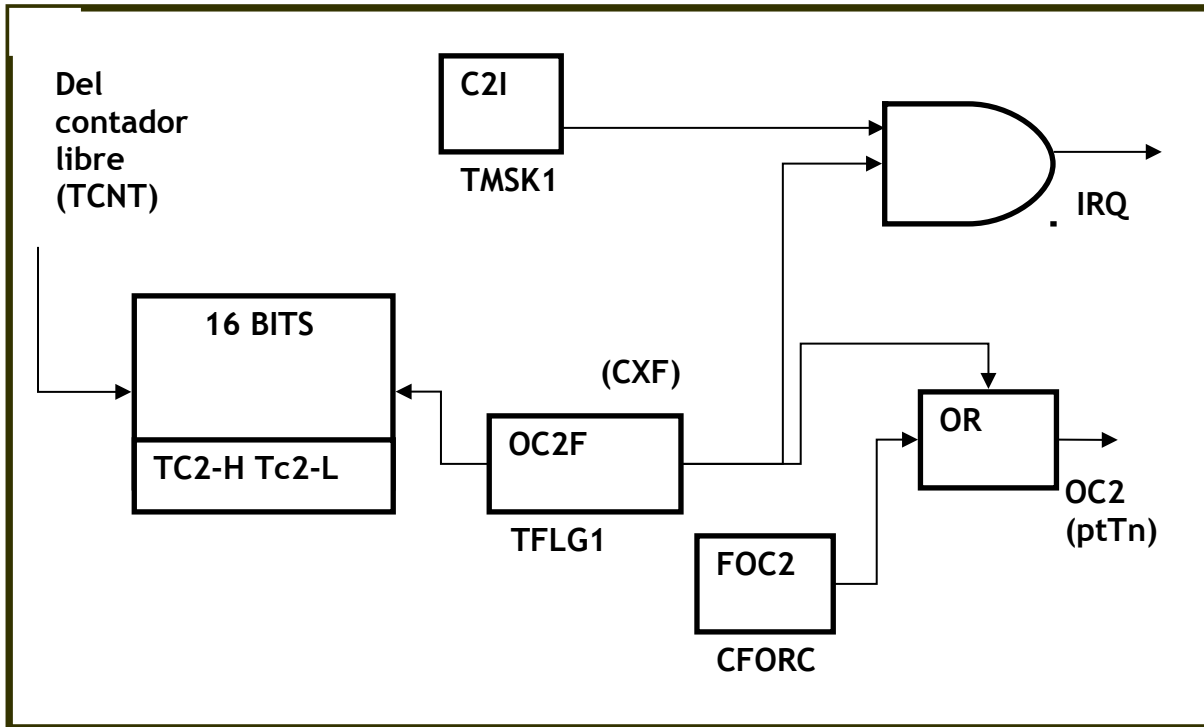 Del
contador
libre
(TCNT)
C2I
TMSK1
IRQ
16 BITS
TC2-H Tc2-L
(CXF)
OC2F
TFLG1
OR
OC2
(ptTn)
FOC2
CFORC